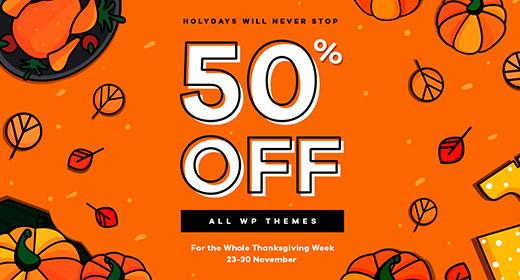 HOLYDAYS WILL NEVER STOP
50%
OFF
ALL WP THEMES
For the Whole Thanksgiving Week
23-30 November